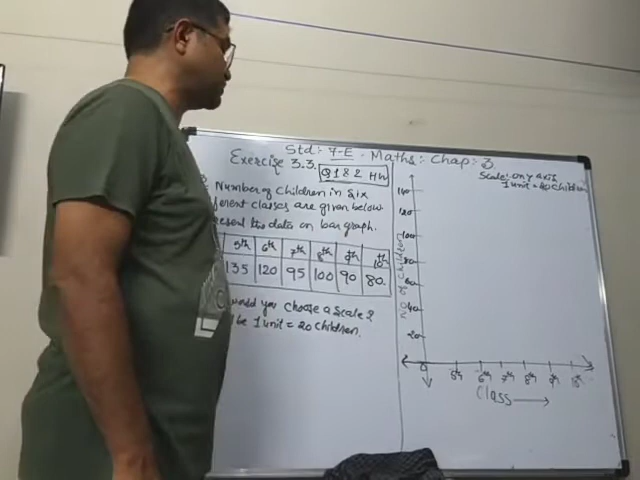 Std:- 7-E. Maths: Chap: 3
Exercise 3.3. Q1&2 HW
Number of children in six
ferent classes are given below
resent the data on bar graph.
5th 6th 7th 8th 9th 10th
135 120 95 100 90 80.
would you choose a scale?
be 1 unit = 20 children.
Scale: on y axis
1 unit = 20 children
140
120
100
80
60
40
20
No of children
0 5th 6th 7th 8th 9th 10th
Class